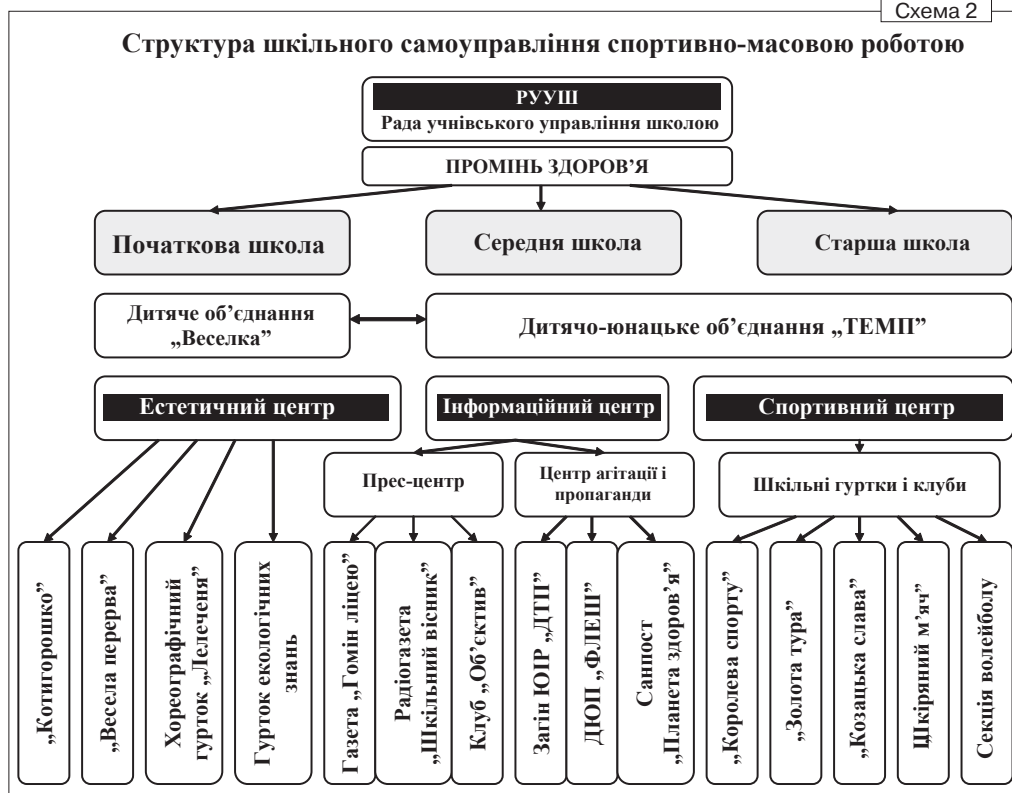 Схема 2
Структура шкільного самоуправління спортивно-масовою роботою
РУУШ
Рада учнівського управління школою
ПРОМІНЬ ЗДОРОВ’Я
Початкова школа
Середня школа
Старша школа
Дитяче об’єднання
„Веселка”
Дитячо-юнацьке об’єднання „ТЕМП”
Естетичний центр
Інформаційний центр
Спортивний центр
Прес-центр
Центр агітації і
пропаганди
Шкільні гуртки і клуби
„Котигорошко”
„Весела перерва”
Хореографічний
гурток „Лелеченя”
Гурток екологічних
знань
Газета „Гомін ліцею”
Радіогазета
„Шкільний вісник”
Клуб „Об’єктив”
Загін ЮІР „ДТП”
ДЮП „ФЛЕШ”
Санпост
„Планета здоров’я”
„Королева спорту”
„Золота тура”
„Козацька слава”
„Шкіряний м’яч”
Секція волейболу